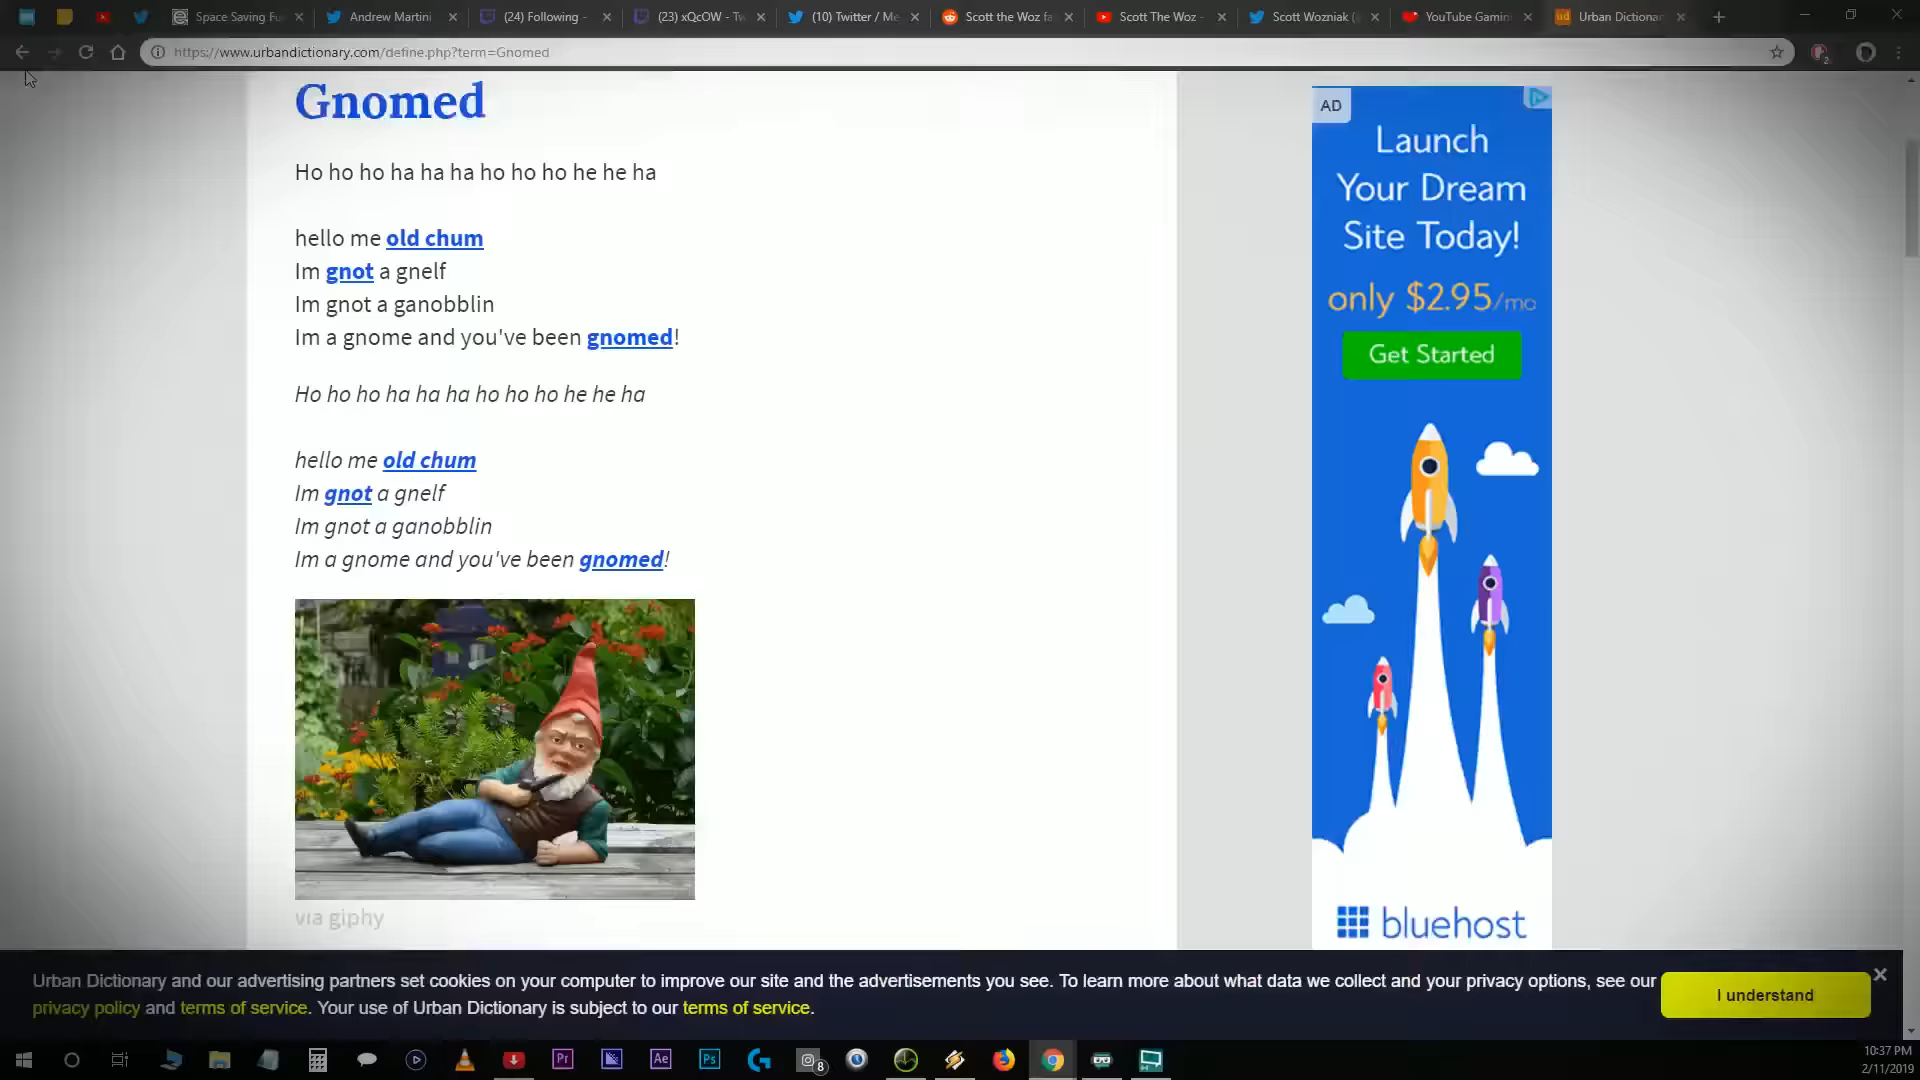 Space Saving Fu
Andrew Martini
(24) Following -
(23) xQcOW - Tw
(10) Twitter / Me
Scott the Woz fa
Scott The Woz -
Scott Wozniak (@
YouTube Gamin
Urban Dictionar
https://www.urbandictionary.com/define.php?term=Gnomed
2
Gnomed
Ho ho ho ha ha ha ho ho ho he he ha
hello me old chum
Im gnot a gnelf
Im gnot a ganobblin
Im a gnome and you've been gnomed!
Ho ho ho ha ha ha ho ho ho he he ha
hello me old chum
Im gnot a gnelf
Im gnot a ganobblin
Im a gnome and you've been gnomed!
via giphy
AD
Launch
Your Dream
Site Today!
only $2.95/mo
Get Started
bluehost
Urban Dictionary and our advertising partners set cookies on your computer to improve our site and the advertisements you see. To learn more about what data we collect and your privacy options, see our
privacy policy and terms of service. Your use of Urban Dictionary is subject to our terms of service.
I understand
Pr
Ae
Ps
8
10:37 PM
2/11/2019